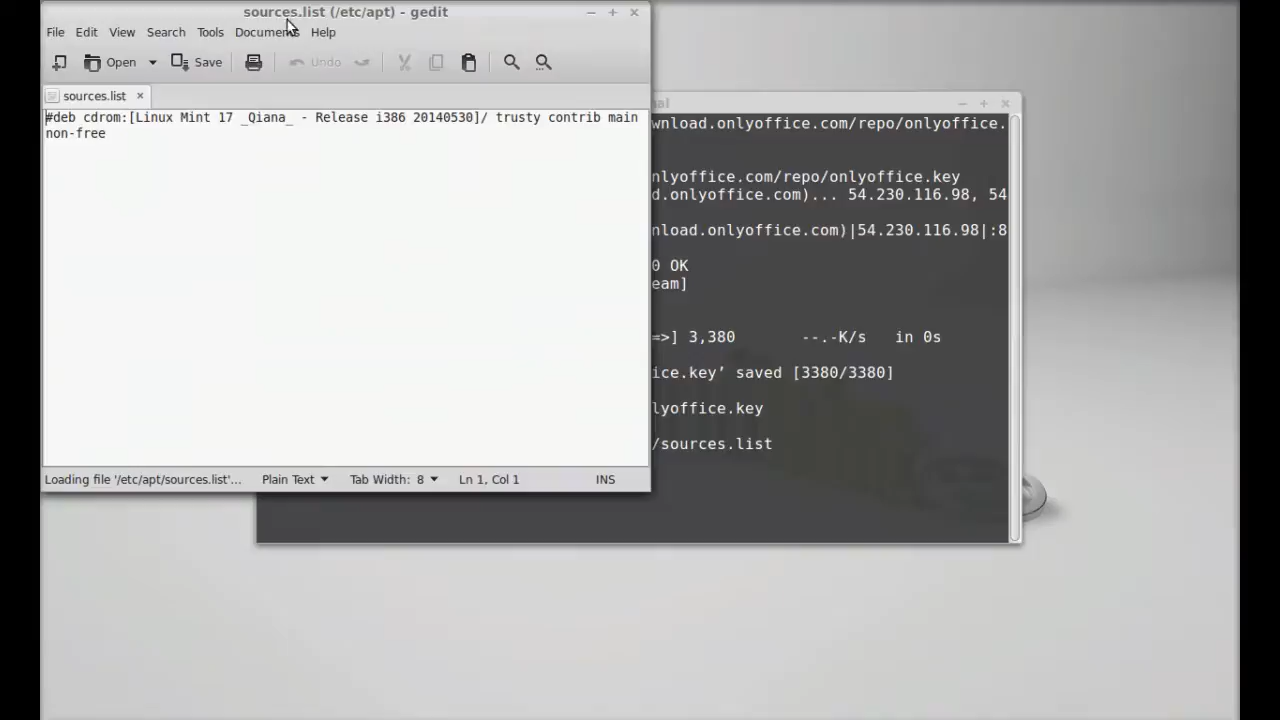 sources.list (/etc/apt) - gedit
File Edit View Search Tools Documents Help
Open Save Undo
sources.list
#deb cdrom:[Linux Mint 17 _Qiana_ - Release i386 20140530]/ trusty contrib main
non-free
Loading file '/etc/apt/sources.list'... Plain Text Tab Width: 8 Ln 1, Col 1 INS
nal
wnload.onlyoffice.com/repo/onlyoffice.
nlyoffice.com/repo/onlyoffice.key
d.onlyoffice.com)... 54.230.116.98, 54
nload.onlyoffice.com)|54.230.116.98|:8
0 OK
eam]
=>] 3,380 --.-K/s in 0s
ice.key’ saved [3380/3380]
lyoffice.key
/sources.list